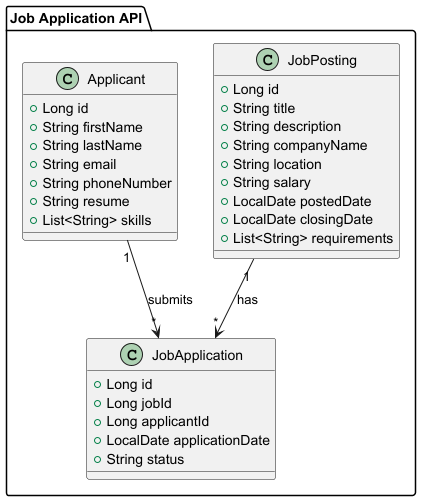 Job Application API
C Applicant
Long id
String firstName
String lastName
String email
String phoneNumber
String resume
List<String> skills
C JobPosting
Long id
String title
String description
String companyName
String location
String salary
LocalDate postedDate
LocalDate closingDate
List<String> requirements
1
submits
*
1
has
*
C JobApplication
Long id
Long jobId
Long applicantId
LocalDate applicationDate
String status